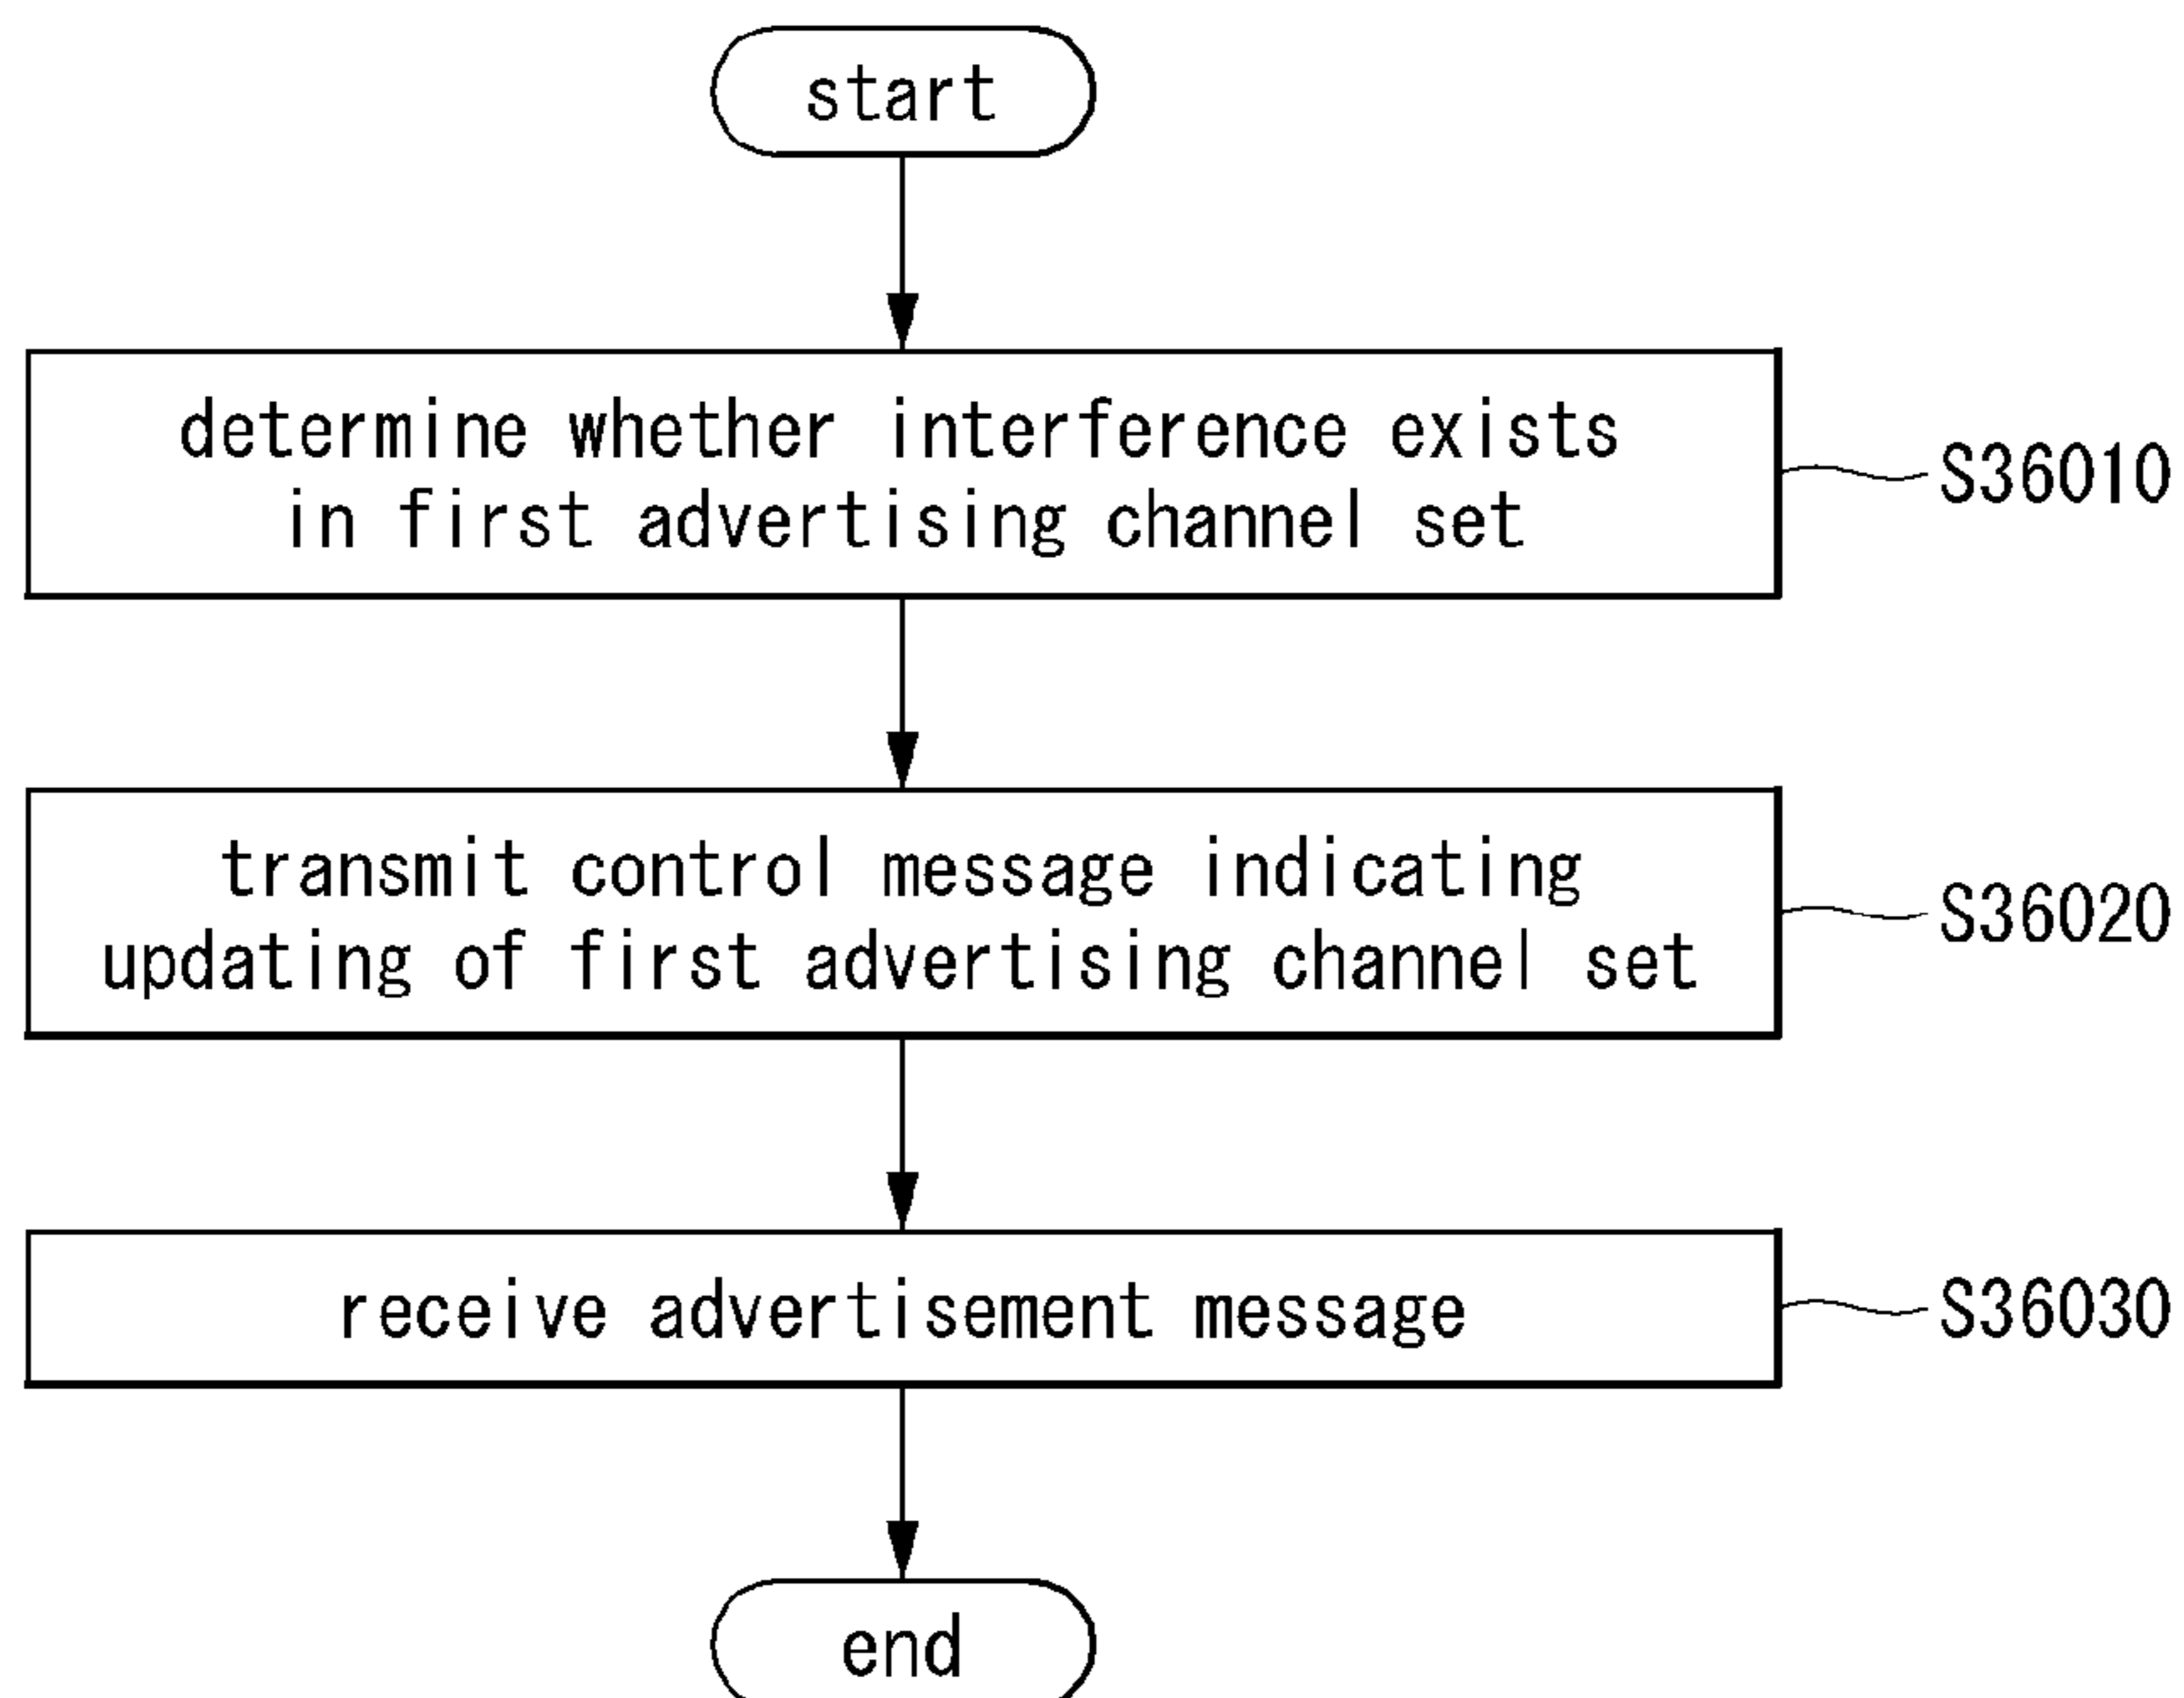 start
determine whether interference exists
in first advertising channel set
S36010
transmit control message indicating
updating of first advertising channel set
S36020
receive advertisement message
S36030
end